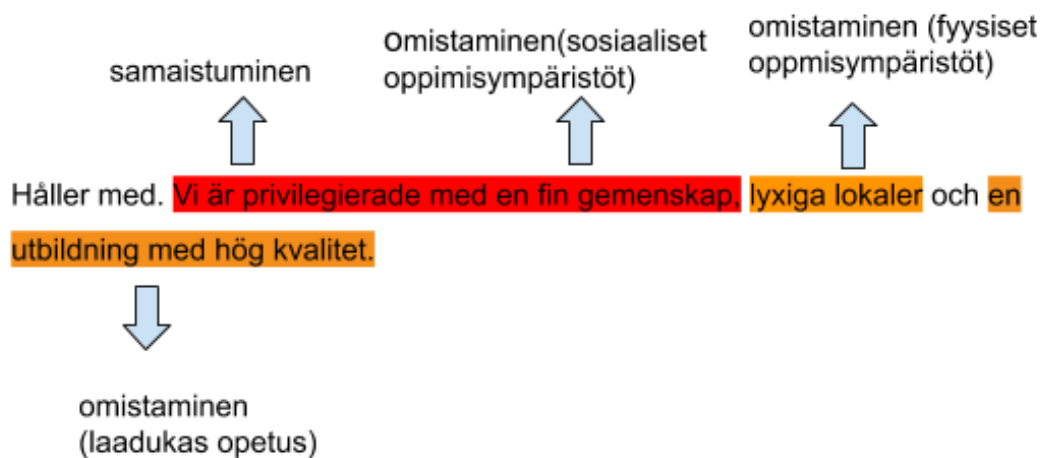 samaistuminen
Omistaminen(sosiaaliset
oppimisympäristöt)
omistaminen (fyysiset
oppmisympäristöt)
Håller med. Vi är privilegierade med en fin gemenskap, lyxiga lokaler och en
utbildning med hög kvalitet.
omistaminen
(laadukas opetus)